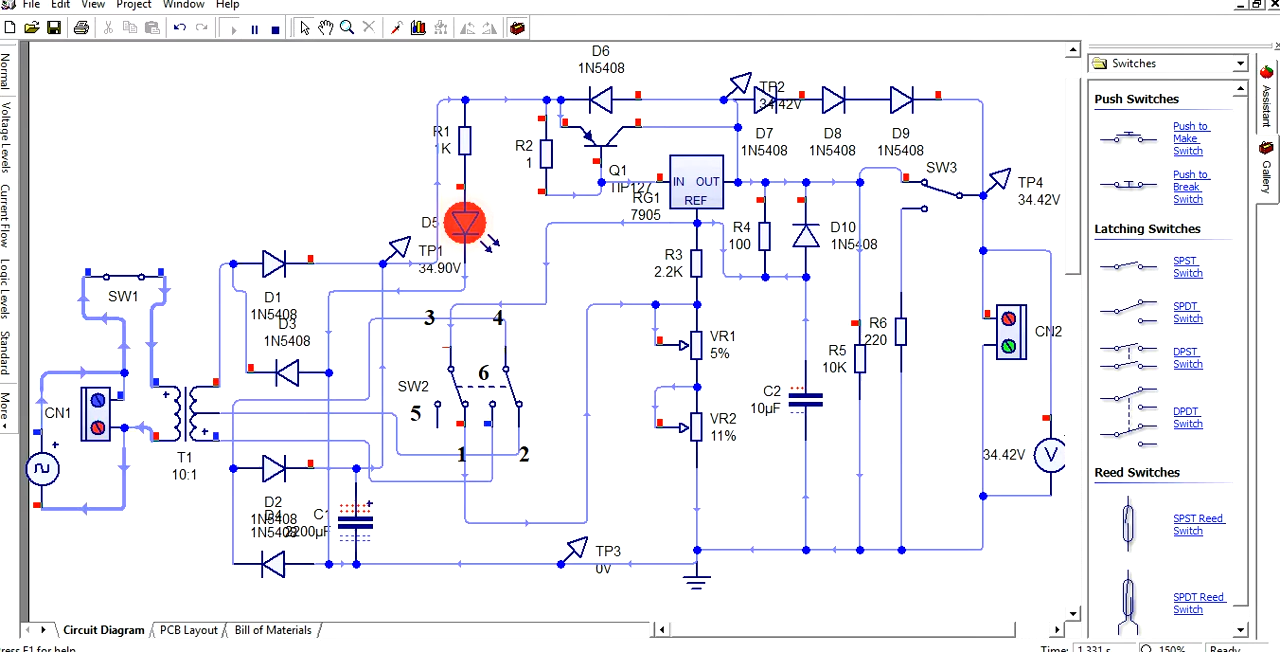 File Edit View Project Window Help
Normal
Voltage Levels
Current Flow
Logic Levels
Standard
More
Switches
Assistant
Gallery
Push Switches
Push to
Make
Switch
Push to
Break
Switch
Latching Switches
SPST
Switch
SPDT
Switch
DPST
Switch
DPDT
Switch
Reed Switches
SPST Reed
Switch
SPDT Reed
Switch
D6
1N5408
TP2
34.42V
D7
1N5408
D8
1N5408
D9
1N5408
SW3
TP4
34.42V
R1
1K
R2
1
Q1
TIP127
IN OUT
REF
RG1
7905
R4
100
D10
1N5408
D5
TP1
34.90V
R3
2.2K
SW1
D1
1N5408
D3
1N5408
3
4
6
SW2
5
1
2
VR1
5%
VR2
11%
C2
10µF
R5
10K
R6
220
CN2
34.42V
V
CN1
T1
10:1
D2
1N5408
D4
1N5408
C1
2200µF
TP3
0V
Circuit Diagram
PCB Layout
Bill of Materials
Press F1 for help
Time: 1.331 s
150%
Ready